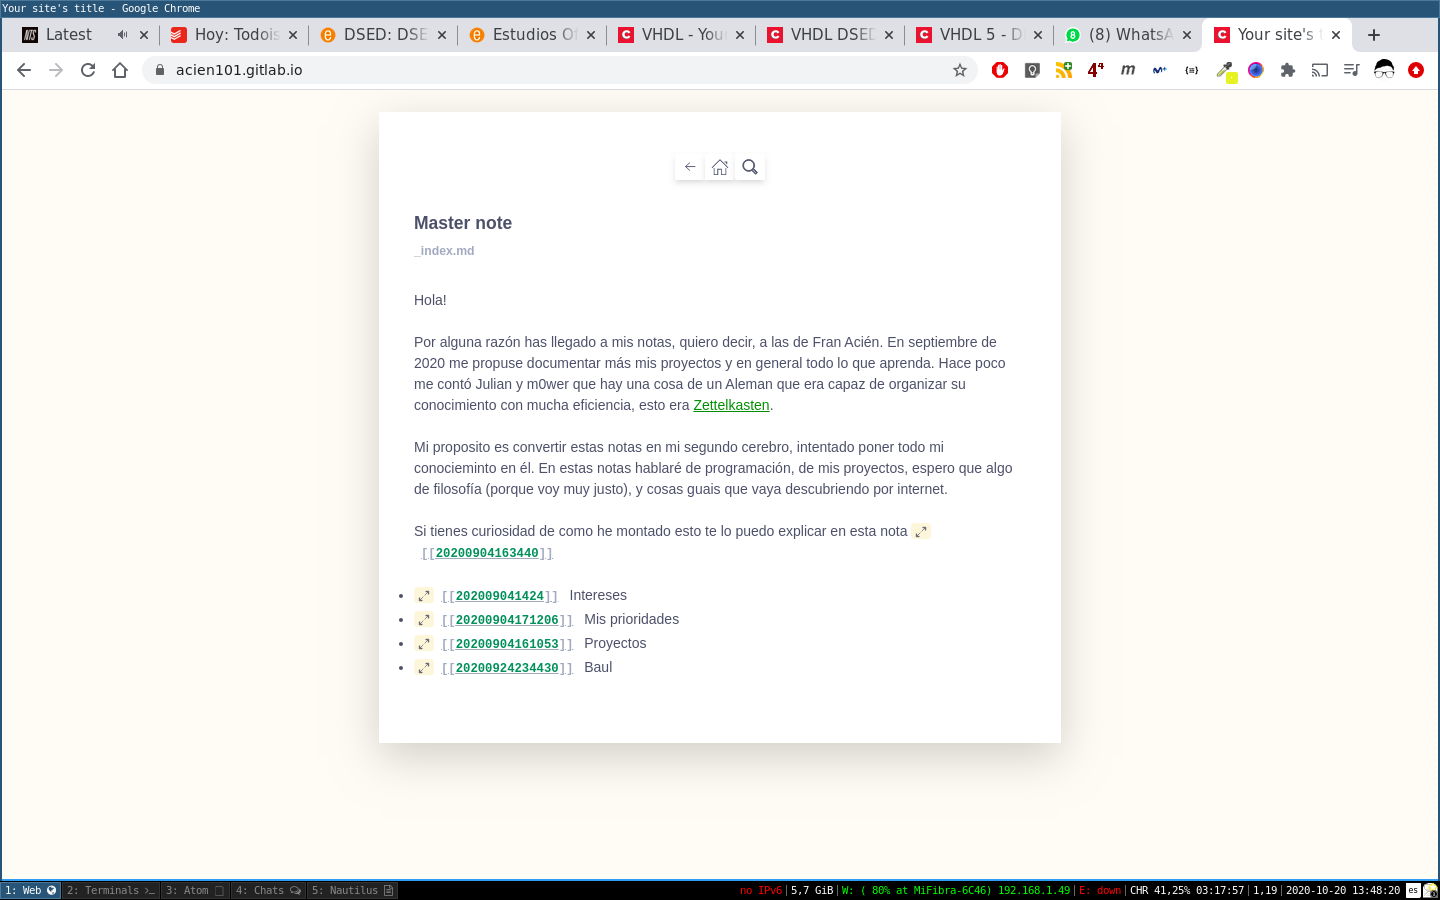 Your site's title - Google Chrome
Latest
Hoy: Todois
DSED: DSE
Estudios Of
VHDL - You
VHDL DSED
VHDL 5 - D
(8) WhatsA
Your site's t
acien101.gitlab.io
Master note
_index.md
Hola!
Por alguna razón has llegado a mis notas, quiero decir, a las de Fran Acién. En septiembre de
2020 me propuse documentar más mis proyectos y en general todo lo que aprenda. Hace poco
me contó Julian y m0wer que hay una cosa de un Aleman que era capaz de organizar su
conocimiento con mucha eficiencia, esto era Zettelkasten.
Mi proposito es convertir estas notas en mi segundo cerebro, intentado poner todo mi
conocieminto en él. En estas notas hablaré de programación, de mis proyectos, espero que algo
de filosofía (porque voy muy justo), y cosas guais que vaya descubriendo por internet.
Si tienes curiosidad de como he montado esto te lo puedo explicar en esta nota
[[20200904163440]]
[[202009041424]] Intereses
[[20200904171206]] Mis prioridades
[[20200904161053]] Proyectos
[[20200924234430]] Baul
1: Web 2: Terminals 3: Atom 4: Chats 5: Nautilus
no IPv6 | 5,7 GiB | W: ( 80% at MiFibra-6C46) 192.168.1.49 | E: down | CHR 41,25% 03:17:57 | 1,19 | 2020-10-20 13:48:20 es